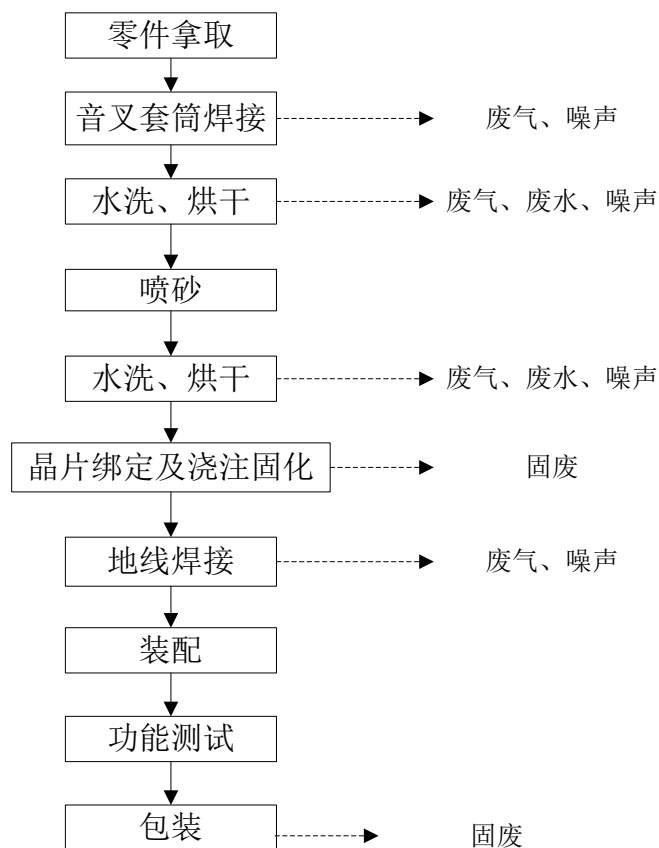 零件拿取
音叉套筒焊接
废气、噪声
水洗、烘干
废气、废水、噪声
喷砂
水洗、烘干
废气、废水、噪声
晶片绑定及浇注固化
固废
地线焊接
废气、噪声
装配
功能测试
包装
固废